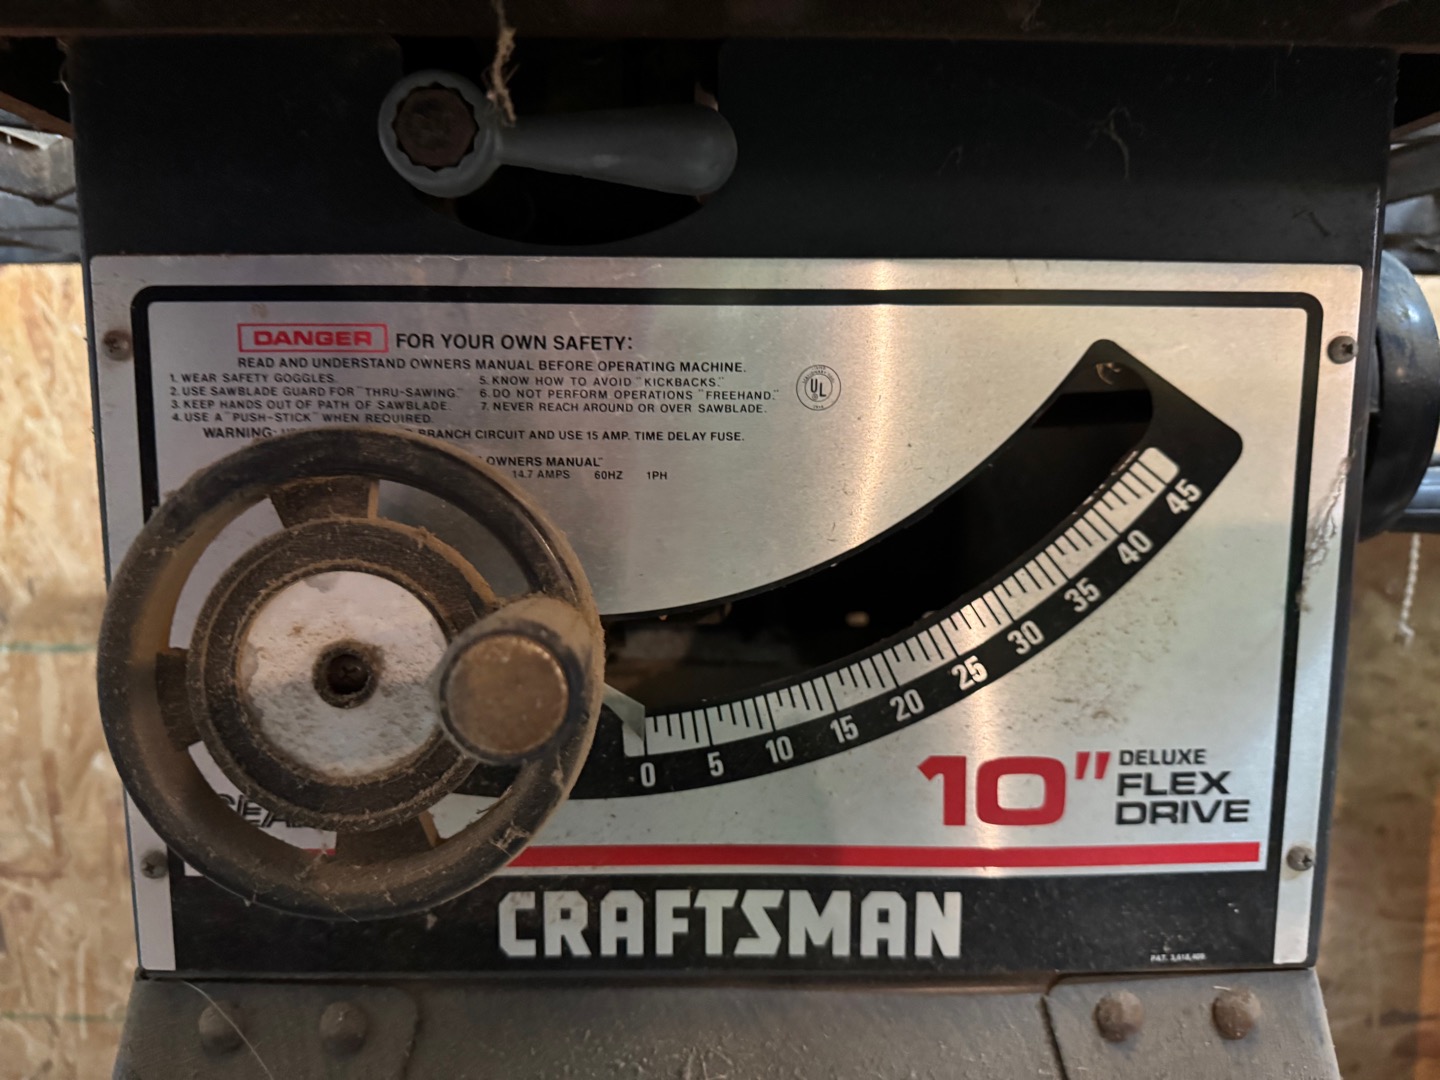 DANGER FOR YOUR OWN SAFETY:
READ AND UNDERSTAND OWNERS MANUAL BEFORE OPERATING MACHINE.
1. WEAR SAFETY GOGGLES.
2. USE SAWBLADE GUARD FOR "THRU-SAWING."
3. KEEP HANDS OUT OF PATH OF SAWBLADE.
4. USE A "PUSH-STICK" WHEN REQUIRED.
5. KNOW HOW TO AVOID "KICKBACKS."
6. DO NOT PERFORM OPERATIONS "FREEHAND."
7. NEVER REACH AROUND OR OVER SAWBLADE.
UL
WARNING: BRANCH CIRCUIT AND USE 15 AMP. TIME DELAY FUSE.
OWNERS MANUAL"
14.7 AMPS 60HZ 1PH
0 5 10 15 20 25 30 35 40 45
10" DELUXE
FLEX
DRIVE
CRAFTSMAN
PAT.